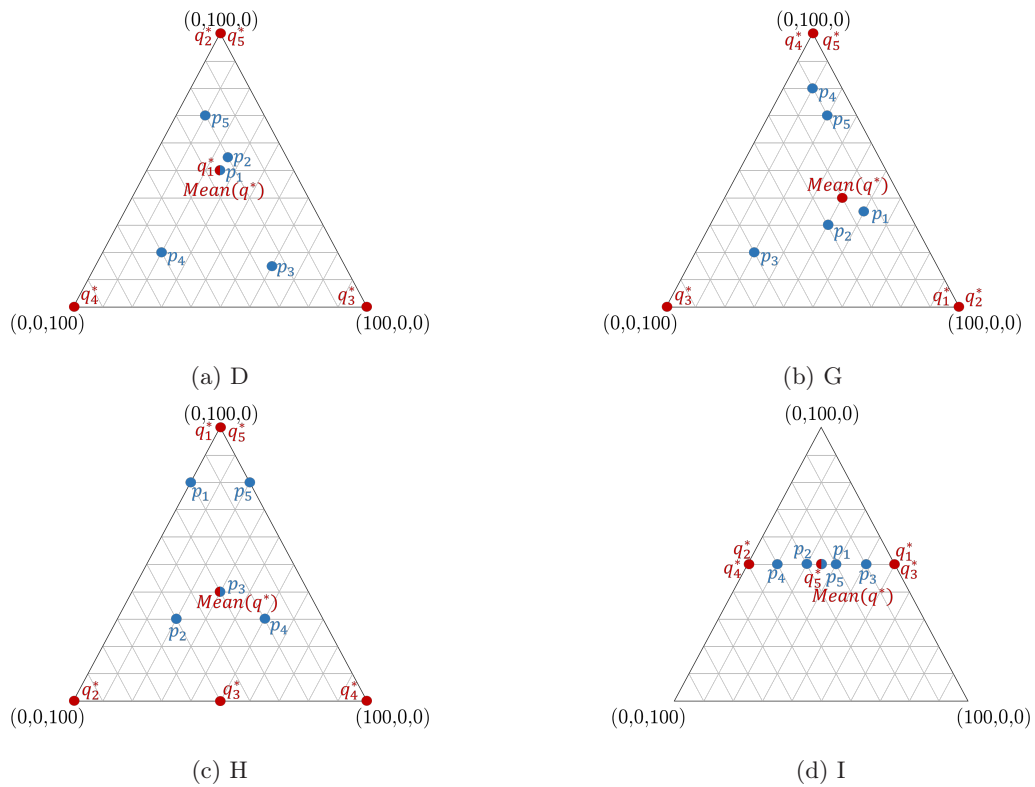 (0,100,0)
q₂* q₅*
p₅
p₂
q₁* p₁
Mean(q*)
p₄
p₃
q₄*
q₃*
(0,0,100)
(100,0,0)
(a) D
(0,100,0)
q₄* q₅*
p₄
p₅
Mean(q*)
p₁
p₂
p₃
q₃*
q₁* q₂*
(0,0,100)
(100,0,0)
(b) G
(0,100,0)
q₁* q₅*
p₁
p₅
p₃
Mean(q*)
p₂
p₄
q₂*
q₃*
q₄*
(0,0,100)
(100,0,0)
(c) H
(0,100,0)
q₂* p₂ p₁ q₁*
q₄* p₄ q₅* p₅ p₃ q₃*
Mean(q*)
(0,0,100)
(100,0,0)
(d) I